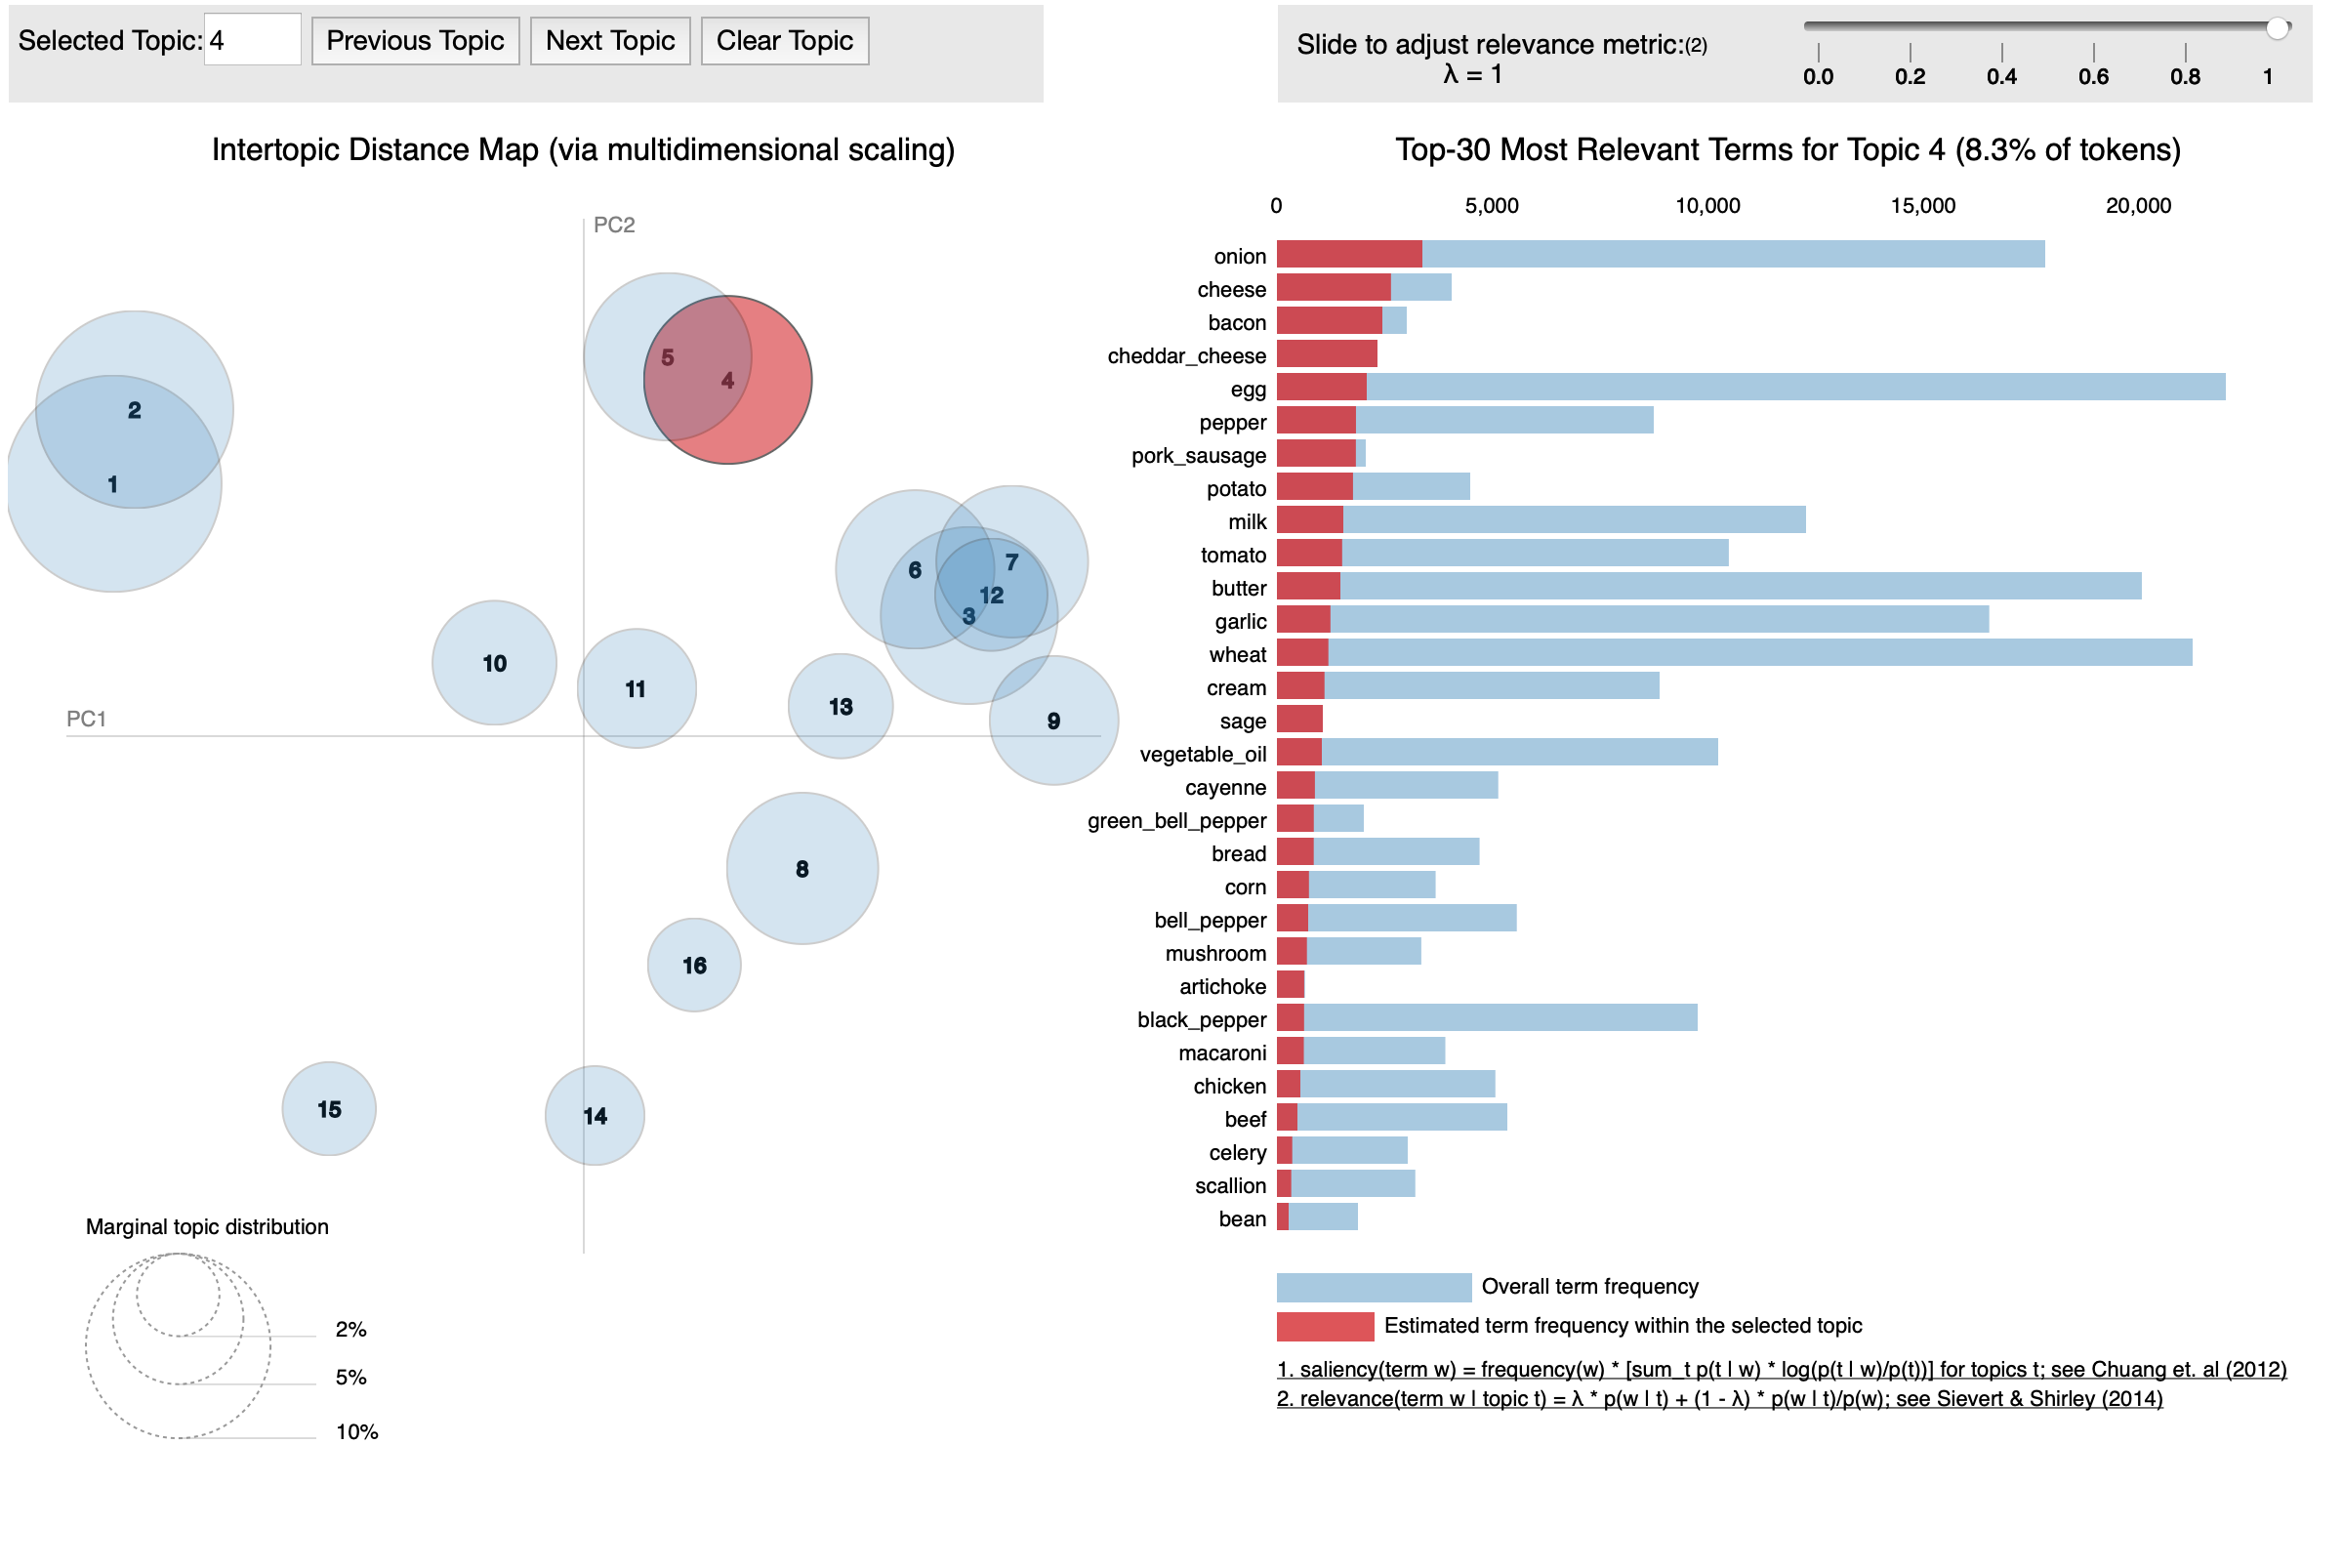 Selected Topic: 4 Previous Topic Next Topic Clear Topic
Slide to adjust relevance metric:(2)
λ = 1
0.0 0.2 0.4 0.6 0.8 1
Intertopic Distance Map (via multidimensional scaling)
PC2
5
4
2
1
6
7
12
3
10
11
13
9
PC1
8
16
15
14
Marginal topic distribution
2%
5%
10%
Top-30 Most Relevant Terms for Topic 4 (8.3% of tokens)
0 5,000 10,000 15,000 20,000
onion
cheese
bacon
cheddar_cheese
egg
pepper
pork_sausage
potato
milk
tomato
butter
garlic
wheat
cream
sage
vegetable_oil
cayenne
green_bell_pepper
bread
corn
bell_pepper
mushroom
artichoke
black_pepper
macaroni
chicken
beef
celery
scallion
bean
Overall term frequency
Estimated term frequency within the selected topic
1. saliency(term w) = frequency(w) * [sum_t p(t | w) * log(p(t | w)/p(t))] for topics t; see Chuang et. al (2012)
2. relevance(term w | topic t) = λ * p(w | t) + (1 - λ) * p(w | t)/p(w); see Sievert & Shirley (2014)